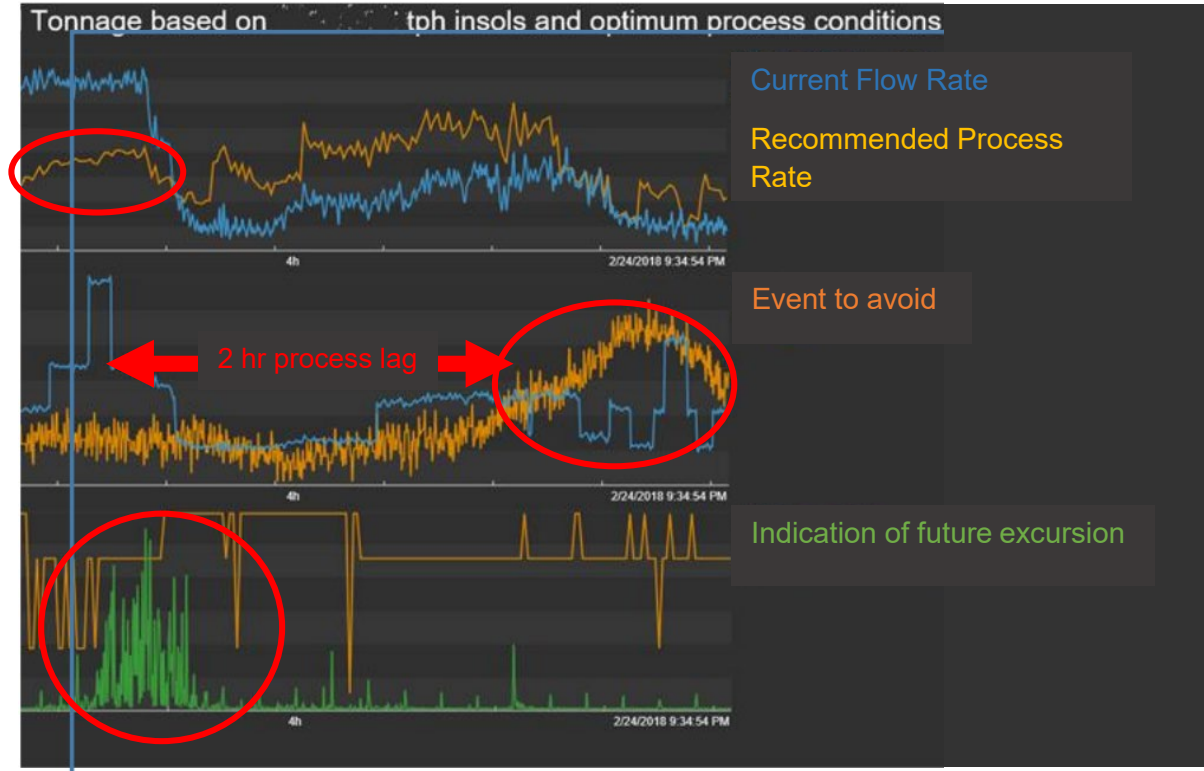 Tonnage based on tph insols and optimum process conditions
Current Flow Rate
Recommended Process
Rate
4h 2/24/2018 9:34:54 PM
Event to avoid
2 hr process lag
4h 2/24/2018 9:34:54 PM
Indication of future excursion
4h 2/24/2018 9:34:54 PM